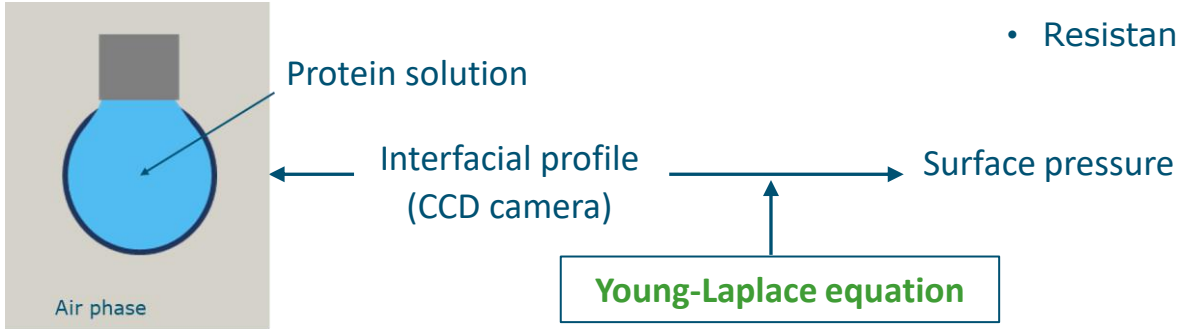 • Resistan
Protein solution
Interfacial profile
(CCD camera)
Surface pressure
Young-Laplace equation
Air phase